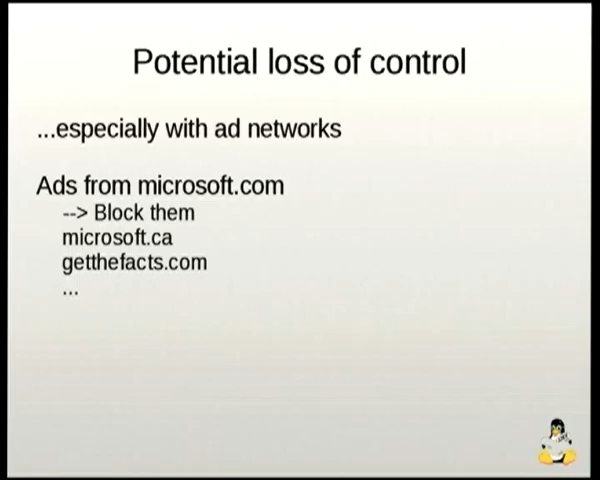 Potential loss of control
...especially with ad networks
Ads from microsoft.com
--> Block them
microsoft.ca
getthefacts.com
...